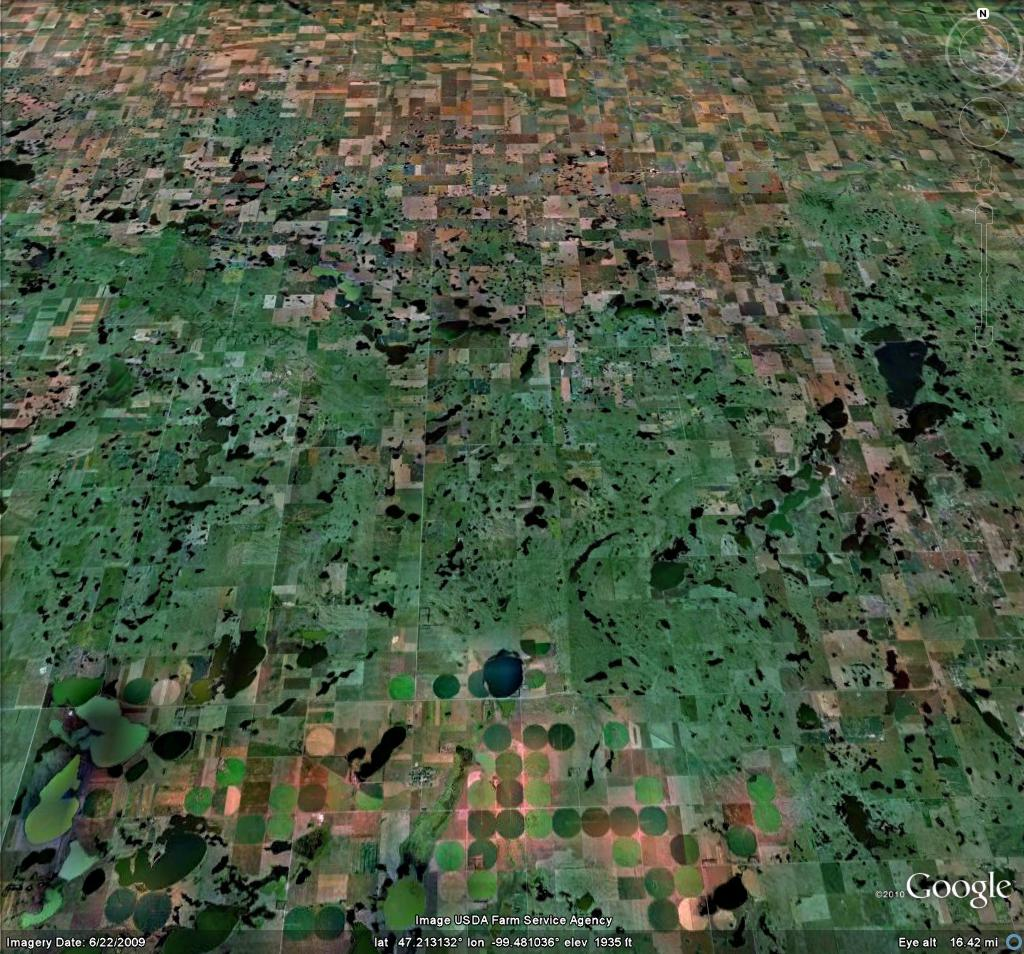 N
©2010 Google
Image USDA Farm Service Agency
Imagery Date: 6/22/2009 lat 47.213132° lon -99.481036° elev 1935 ft Eye alt 16.42 mi